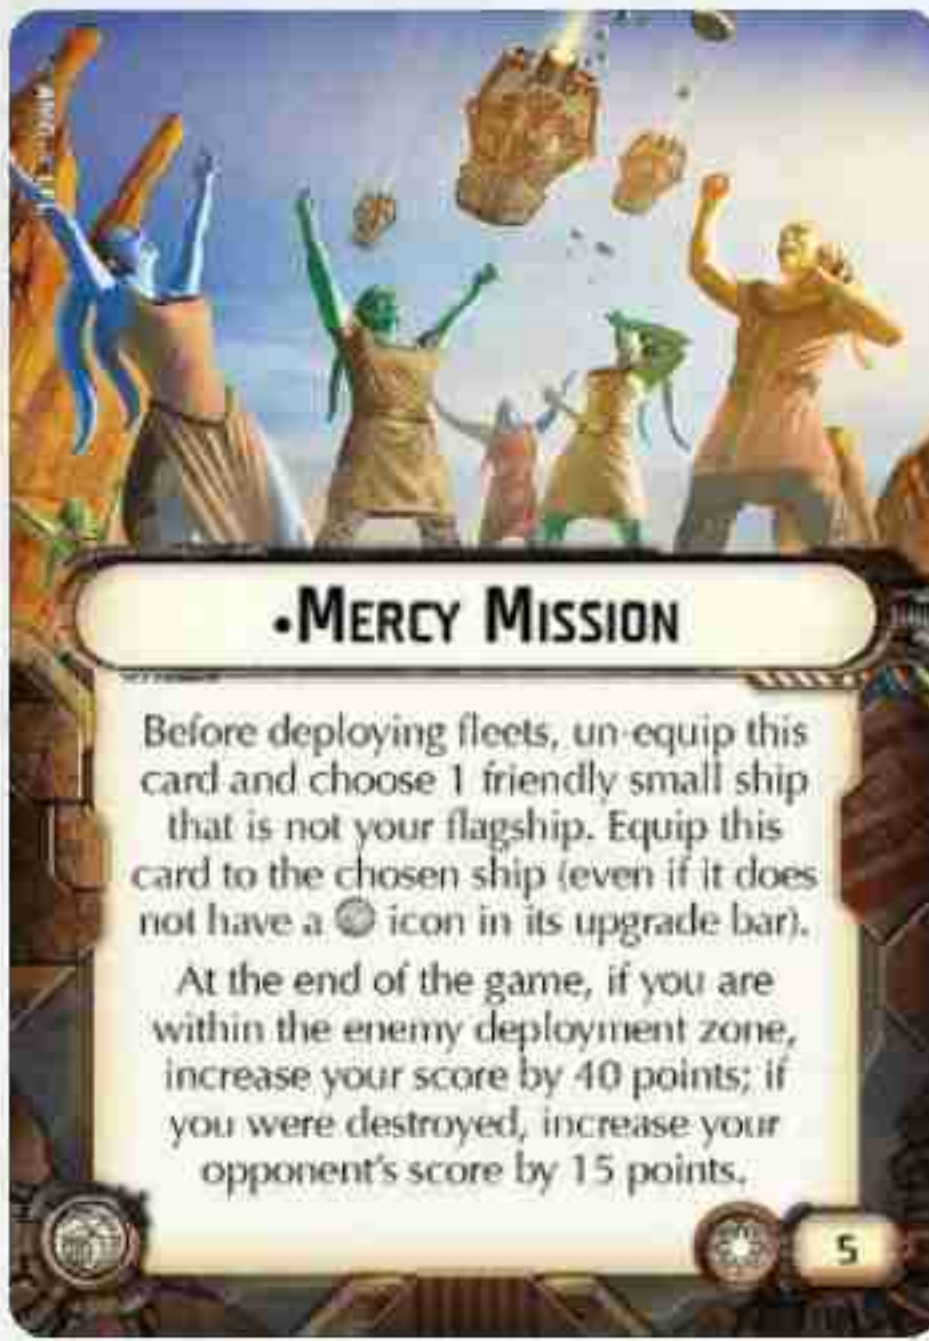 •MERCY MISSION
Before deploying fleets, un-equip this
card and choose 1 friendly small ship
that is not your flagship. Equip this
card to the chosen ship (even if it does
not have a icon in its upgrade bar).
At the end of the game, if you are
within the enemy deployment zone,
increase your score by 40 points; if
you were destroyed, increase your
opponent's score by 15 points.
5